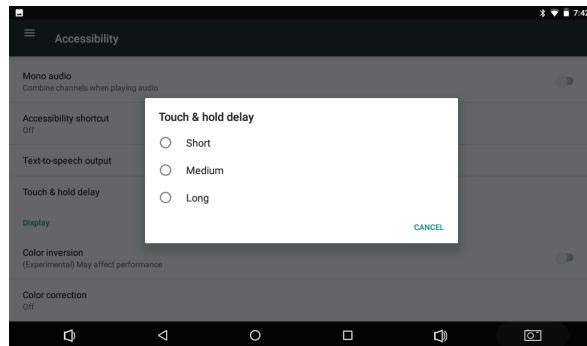 7:42
Accessibility
Mono audio
Combine channels when playing audio
Accessibility shortcut
Off
Text-to-speech output
Touch & hold delay
Display
Color inversion
(Experimental) May affect performance
Color correction
Off
Touch & hold delay
Short
Medium
Long
CANCEL